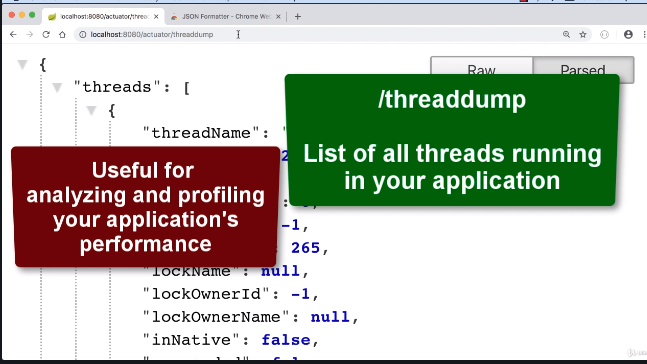 localhost:8080/actuator/thread
JSON Formatter - Chrome We
localhost:8080/actuator/threaddump
{
"threads": [
{
"threadName": "
Raw
Parsed
/threaddump
List of all threads running
in your application
Useful for
analyzing and profiling
your application's
performance
-1,
265,
"lockName": null,
"lockOwnerId": -1,
"lockOwnerName": null,
"inNative": false,